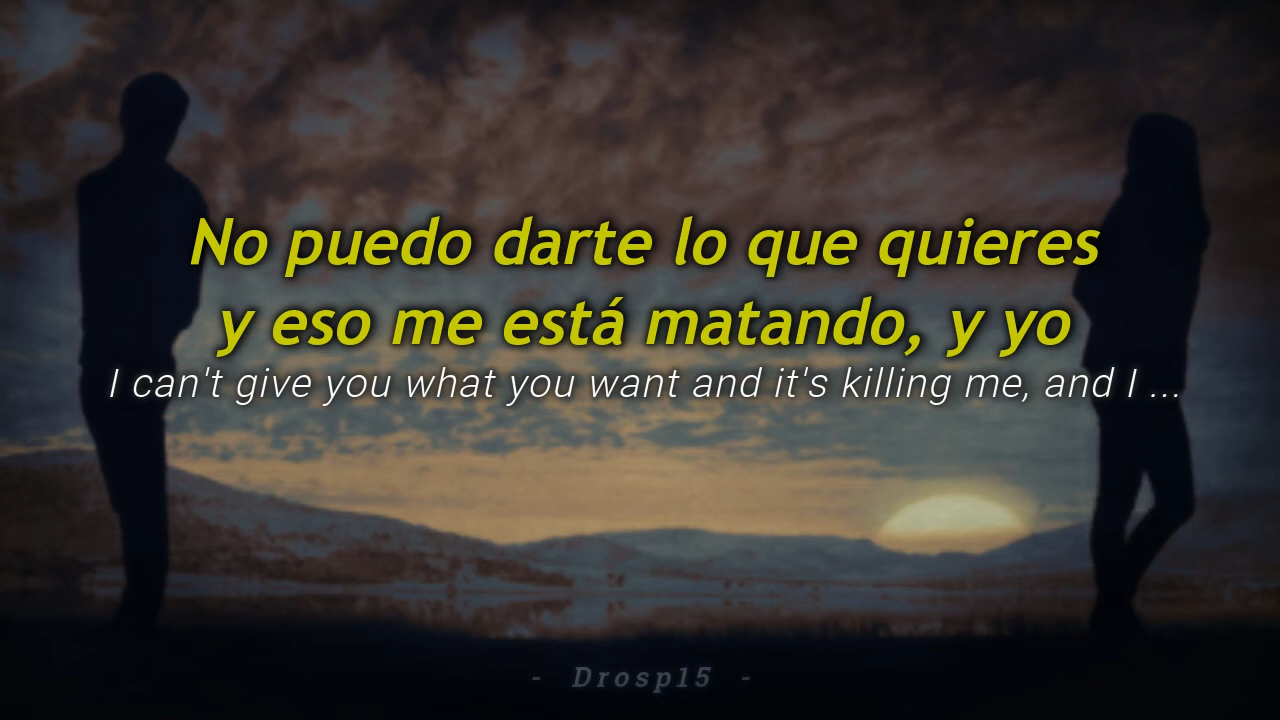 No puedo darte lo que quieres
y eso me está matando, y yo
I can't give you what you want and it's killing me, and I ...
- Drosp15 -